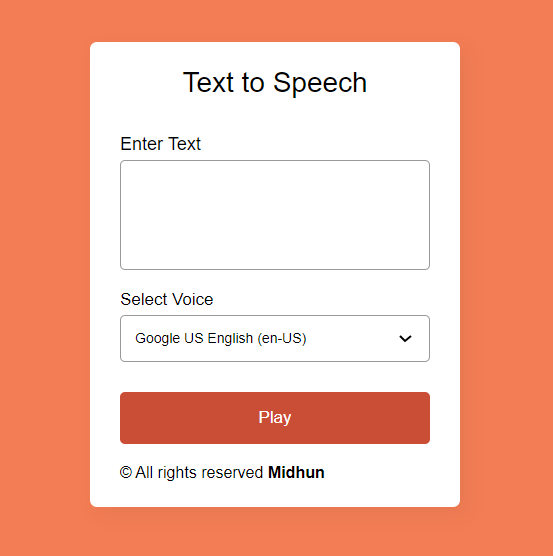 Text to Speech
Enter Text
Select Voice
Google US English (en-US)
Play
© All rights reserved Midhun